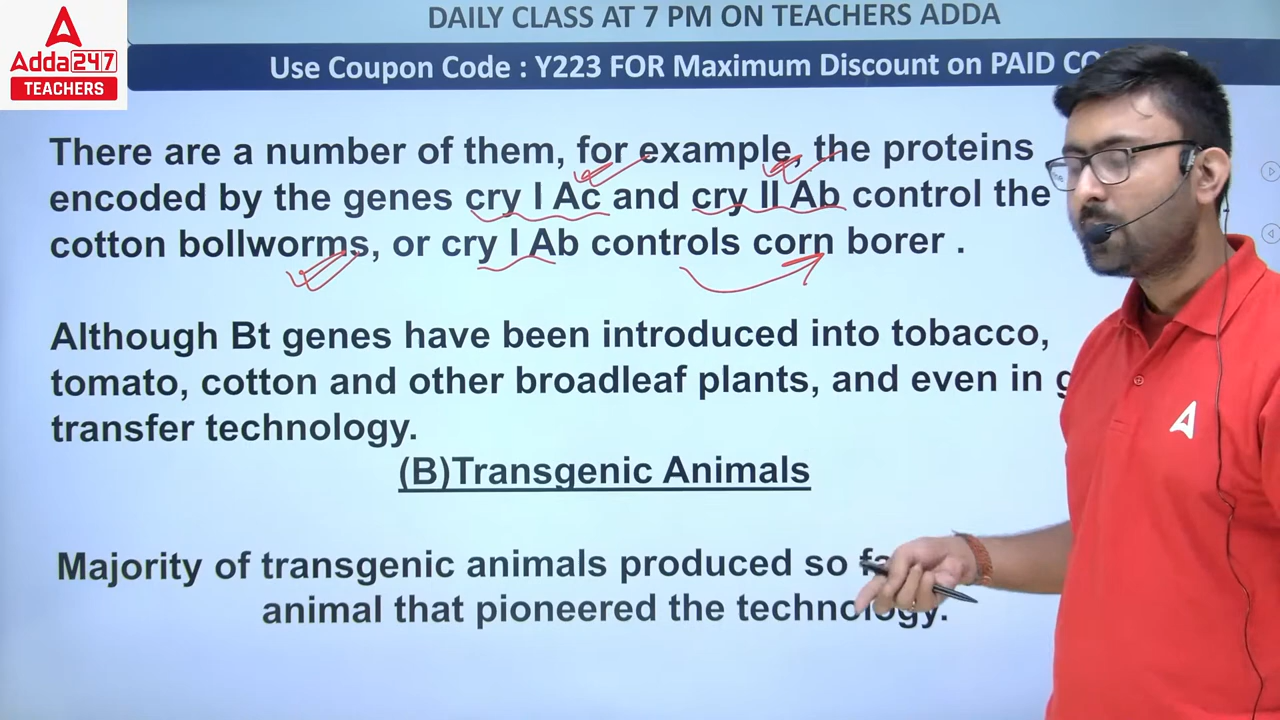 DAILY CLASS AT 7 PM ON TEACHERS ADDA
Adda247
TEACHERS
Use Coupon Code : Y223 FOR Maximum Discount on PAID
There are a number of them, for example, the proteins
encoded by the genes cry I Ac and cry II Ab control the
cotton bollworms, or cry I Ab controls corn borer .
Although Bt genes have been introduced into tobacco,
tomato, cotton and other broadleaf plants, and even in
transfer technology.
(B)Transgenic Animals
Majority of transgenic animals produced so
animal that pioneered the technology.